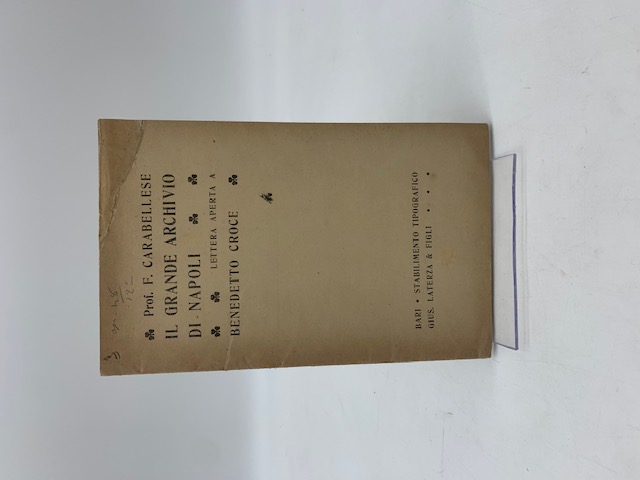 Prof. F. CARABELLESE
IL GRANDE ARCHIVIO
DI NAPOLI
LETTERA APERTA A
BENEDETTO CROCE
BARI • STABILIMENTO TIPOGRAFICO
GIUS. LATERZA & FIGLI • • •